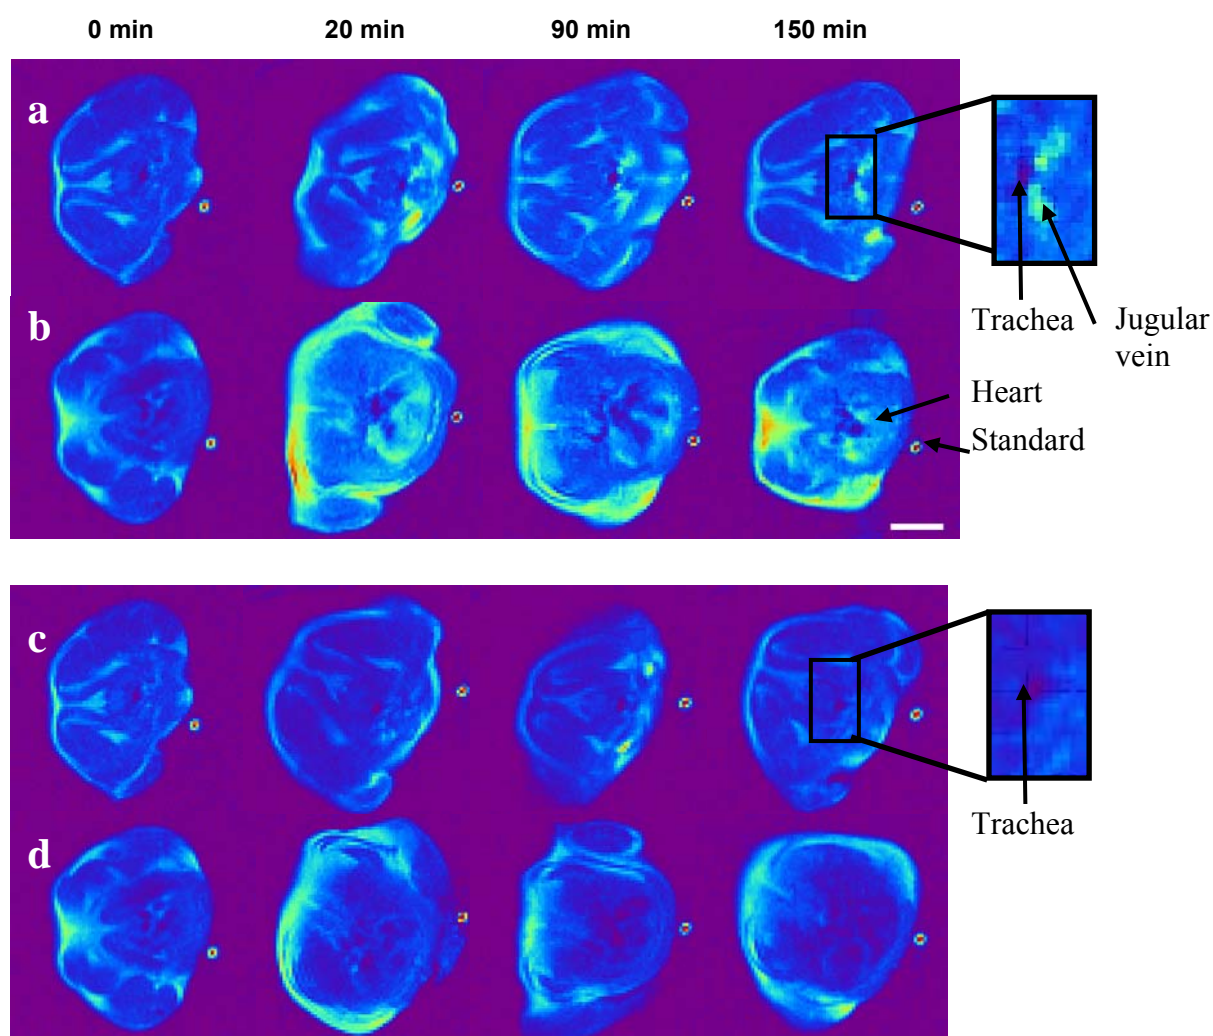 0 min 20 min 90 min 150 min
a
Trachea
Jugular
vein
b
Heart
Standard
c
Trachea
d